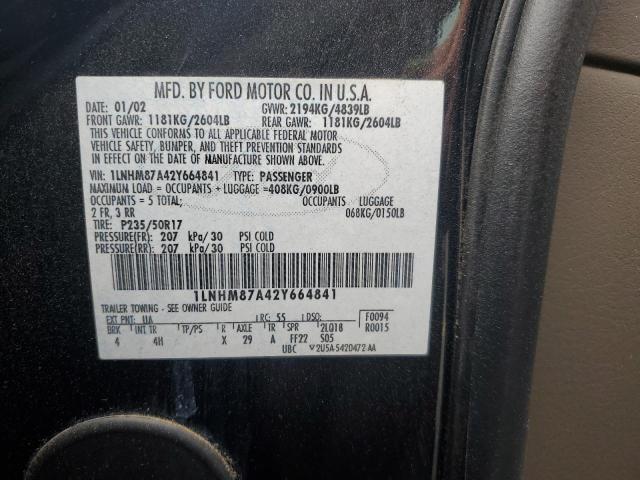 MFD. BY FORD MOTOR CO. IN U.S.A.
DATE: 01/02 GVWR: 2194KG/4839LB
FRONT GAWR: 1181KG/2604LB REAR GAWR: 1181KG/2604LB
THIS VEHICLE CONFORMS TO ALL APPLICABLE FEDERAL MOTOR
VEHICLE SAFETY, BUMPER, AND THEFT PREVENTION STANDARDS
IN EFFECT ON THE DATE OF MANUFACTURE SHOWN ABOVE.
VIN: 1LNHM87A42Y664841 TYPE: PASSENGER
MAXIMUM LOAD = OCCUPANTS + LUGGAGE =408KG/0900LB
OCCUPANTS = 5 TOTAL; OCCUPANTS LUGGAGE
2 FR, 3 RR 068KG/0150LB
TIRE: P235/50R17
PRESSURE(FR) 207 kPa/30 PSI COLD
PRESSURE(RR) 207 kPa/30 PSI COLD
1LNHM87A42Y664841
TRAILER TOWING - SEE OWNER GUIDE
EXT PNT: UA RC: 55 DSO: F0094
BRK INT TR TP/PS R AXLE TR SPR 2LQ18 R0015
4 4H X 29 A FF22 S05
UBC V2U5A-5420472-AA